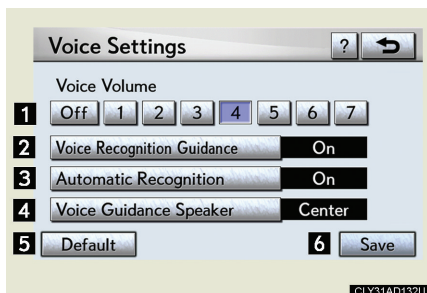 Voice Settings ?
Voice Volume
1 Off 1 2 3 4 5 6 7
2 Voice Recognition Guidance On
3 Automatic Recognition On
4 Voice Guidance Speaker Center
5 Default 6 Save
CLY31AD132U